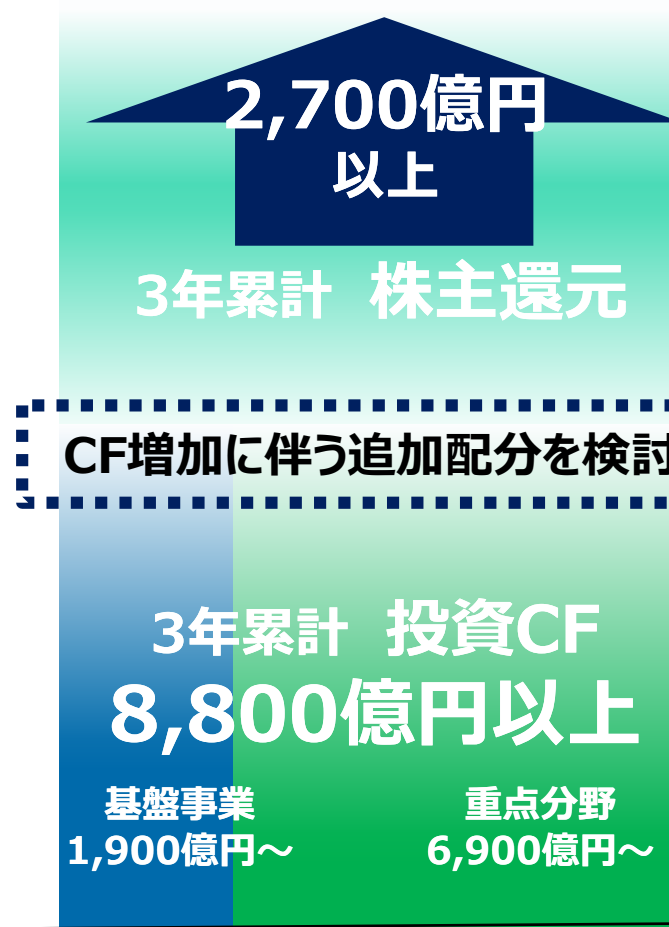 2,700億円
以上
3年累計 株主還元
CF増加に伴う追加配分を検討
3年累計 投資CF
8,800億円以上
基盤事業
1,900億円～
重点分野
6,900億円～